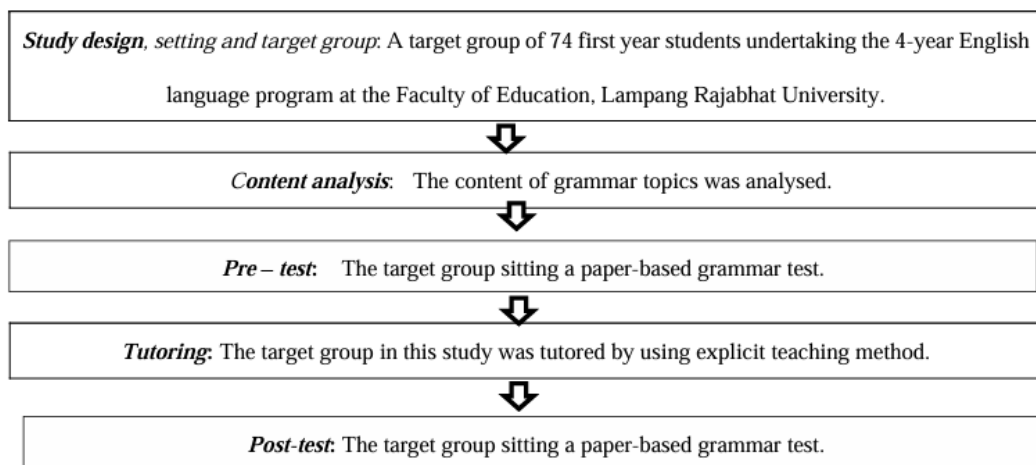 Study design, setting and target group: A target group of 74 first year students undertaking the 4-year English
language program at the Faculty of Education, Lampang Rajabhat University.
Content analysis: The content of grammar topics was analysed.
Pre – test: The target group sitting a paper-based grammar test.
Tutoring: The target group in this study was tutored by using explicit teaching method.
Post-test: The target group sitting a paper-based grammar test.